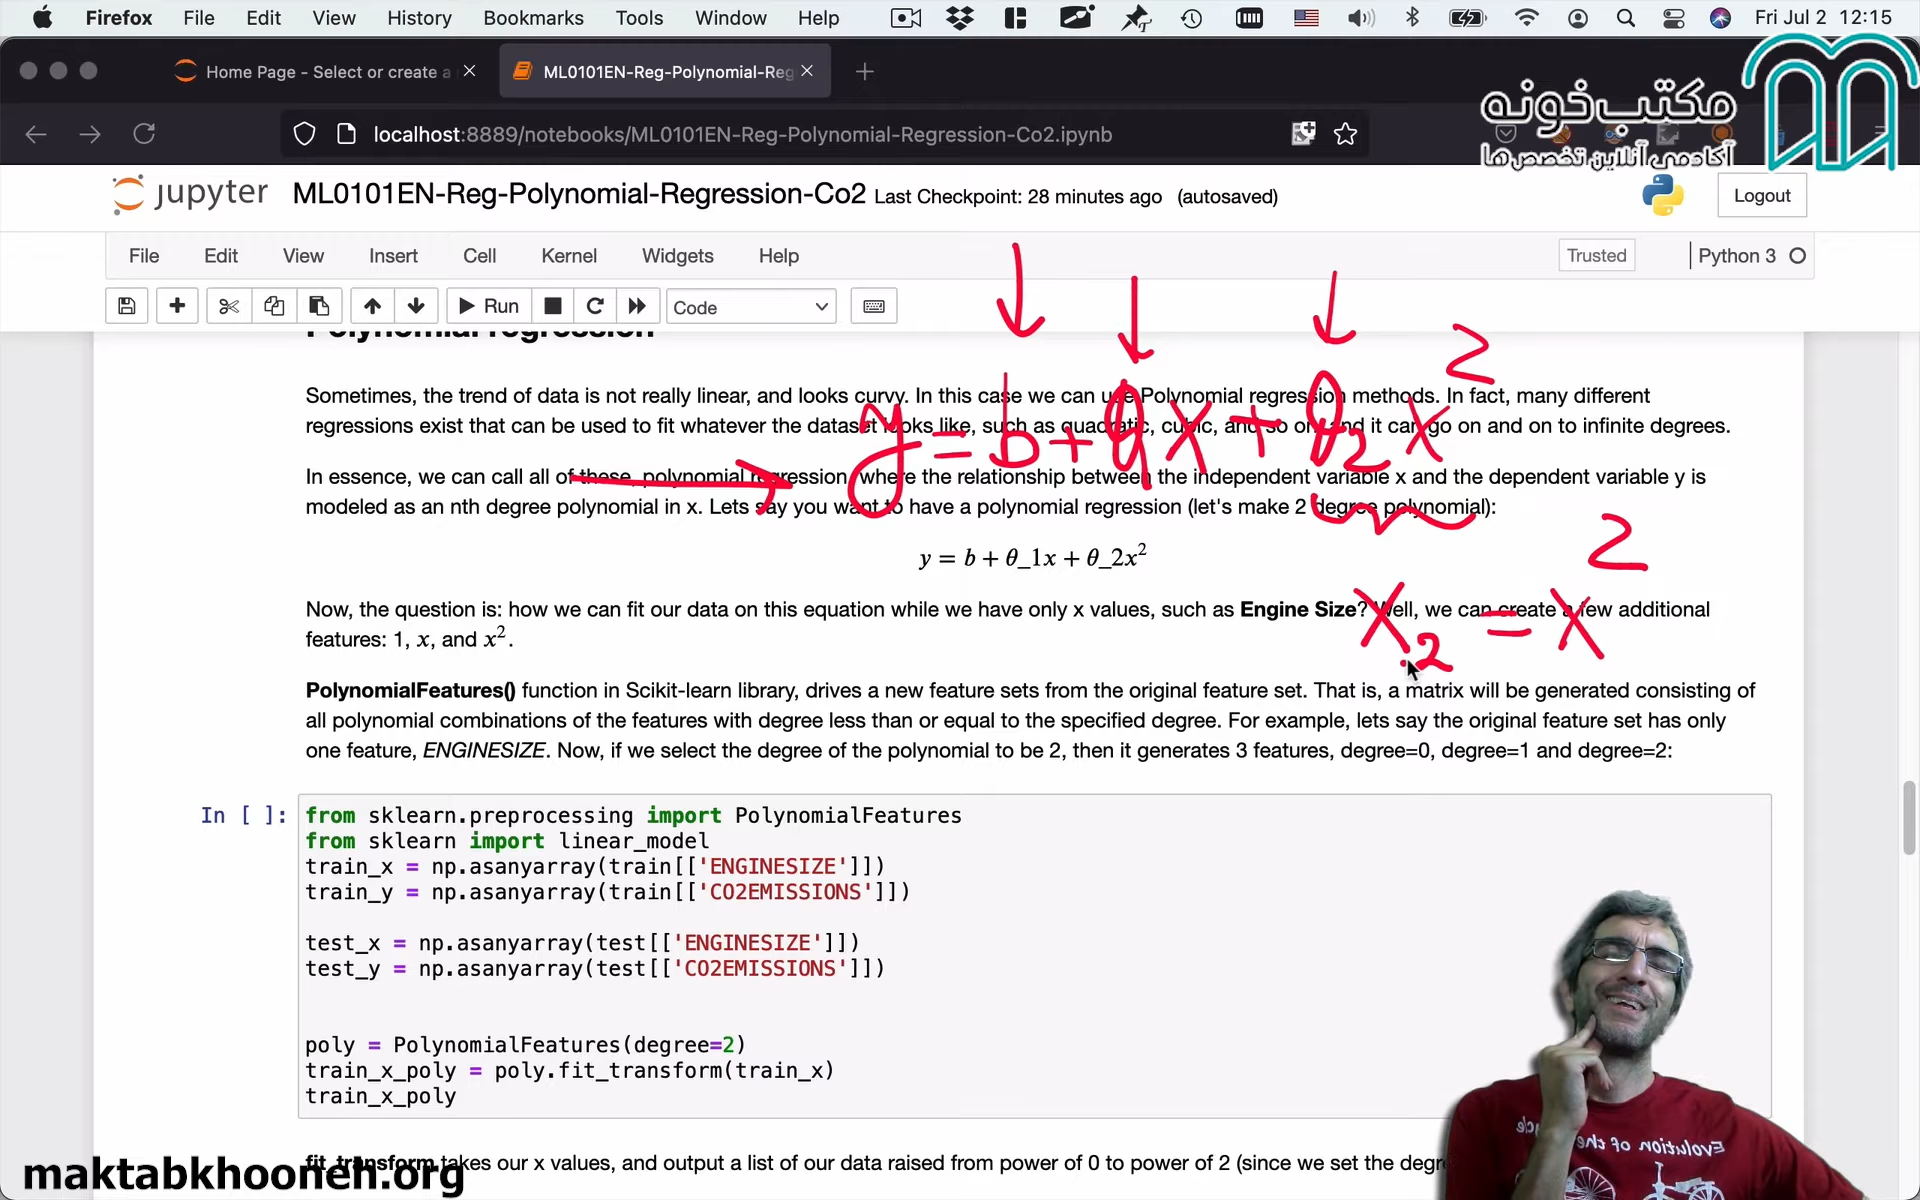 Firefox File Edit View History Bookmarks Tools Window Help Fri Jul 2 12:15
Home Page - Select or create a
ML0101EN-Reg-Polynomial-Reg
مکتب‌خونه
آکادمی آنلاین تخصص‌ها
localhost:8889/notebooks/ML0101EN-Reg-Polynomial-Regression-Co2.ipynb
jupyter ML0101EN-Reg-Polynomial-Regression-Co2 Last Checkpoint: 28 minutes ago (autosaved)
Logout
File Edit View Insert Cell Kernel Widgets Help Trusted Python 3
Run Code
Polynomial regression
Sometimes, the trend of data is not really linear, and looks curvy. In this case we can use Polynomial regression methods. In fact, many different
regressions exist that can be used to fit whatever the dataset looks like, such as quadratic, cubic, and so on, and it can go on and on to infinite degrees.
y = b + θ₁x + θ₂x²
In essence, we can call all of these, polynomial regression, where the relationship between the independent variable x and the dependent variable y is
modeled as an nth degree polynomial in x. Lets say you want to have a polynomial regression (let's make 2 degree polynomial):
y = b + θ_1x + θ_2x²
Now, the question is: how we can fit our data on this equation while we have only x values, such as Engine Size? Well, we can create a few additional
features: 1, x, and x².
x₂ = x²
PolynomialFeatures() function in Scikit-learn library, drives a new feature sets from the original feature set. That is, a matrix will be generated consisting of
all polynomial combinations of the features with degree less than or equal to the specified degree. For example, lets say the original feature set has only
one feature, ENGINESIZE. Now, if we select the degree of the polynomial to be 2, then it generates 3 features, degree=0, degree=1 and degree=2:
In [ ]:
from sklearn.preprocessing import PolynomialFeatures
from sklearn import linear_model
train_x = np.asanyarray(train[['ENGINESIZE']])
train_y = np.asanyarray(train[['CO2EMISSIONS']])
test_x = np.asanyarray(test[['ENGINESIZE']])
test_y = np.asanyarray(test[['CO2EMISSIONS']])
poly = PolynomialFeatures(degree=2)
train_x_poly = poly.fit_transform(train_x)
train_x_poly
fit_transform takes our x values, and output a list of our data raised from power of 0 to power of 2 (since we set the degr
Evolution of the
maktabkhooneh.org